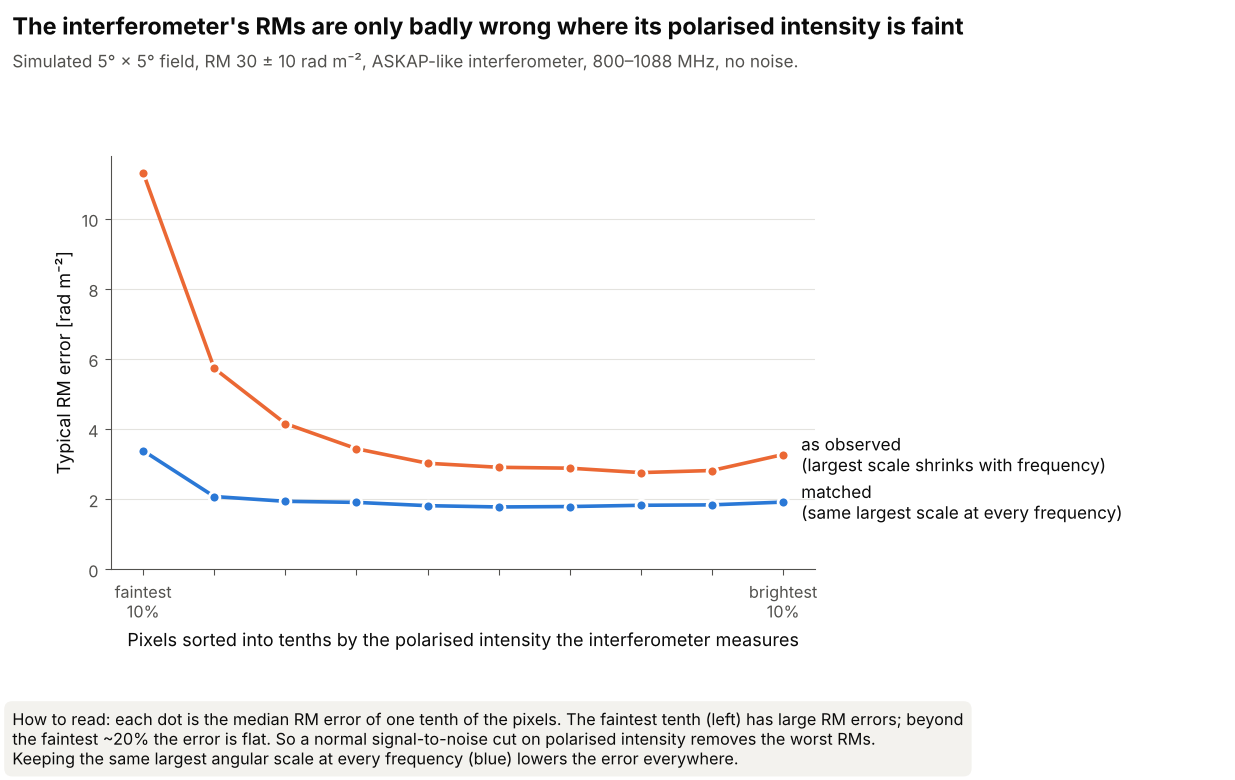 The interferometer's RMs are only badly wrong where its polarised intensity is faint
Simulated 5° × 5° field, RM 30 ± 10 rad m⁻², ASKAP-like interferometer, 800–1088 MHz, no noise.
Typical RM error [rad m⁻²]
10
8
6
4
2
0
as observed
(largest scale shrinks with frequency)
matched
(same largest scale at every frequency)
faintest
10%
brightest
10%
Pixels sorted into tenths by the polarised intensity the interferometer measures
How to read: each dot is the median RM error of one tenth of the pixels. The faintest tenth (left) has large RM errors; beyond
the faintest ~20% the error is flat. So a normal signal-to-noise cut on polarised intensity removes the worst RMs.
Keeping the same largest angular scale at every frequency (blue) lowers the error everywhere.